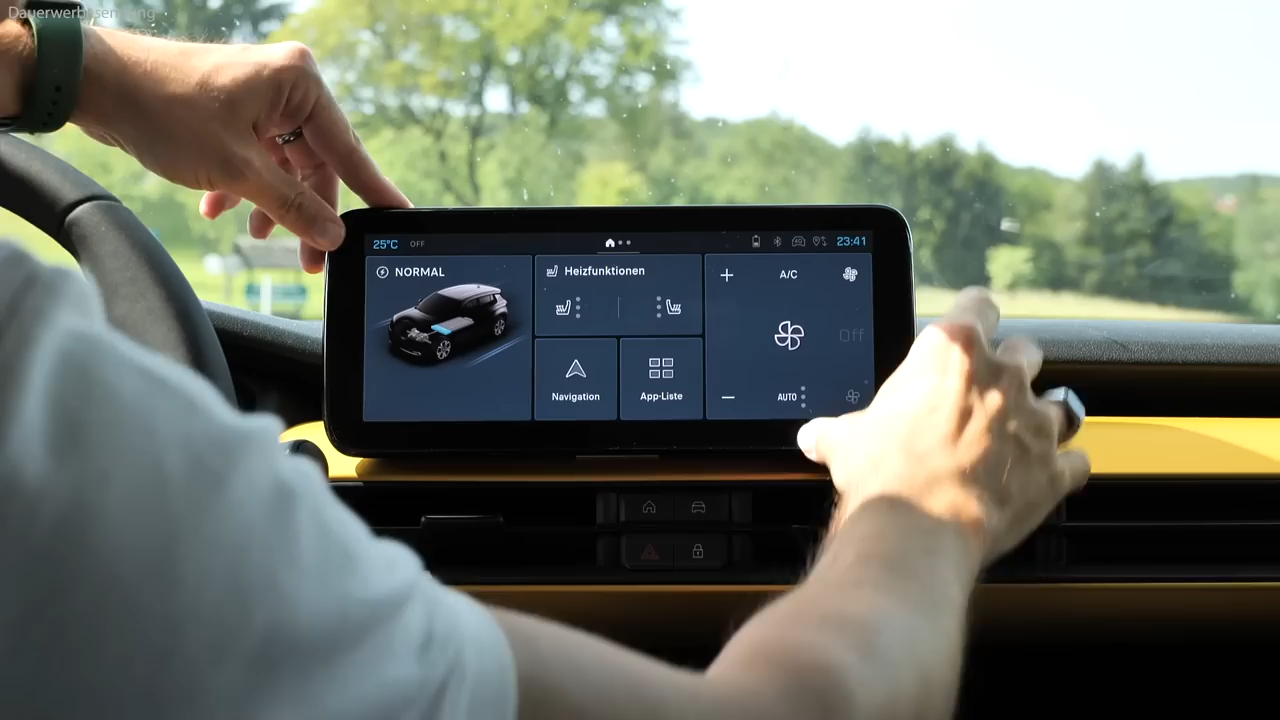 Dauerwerbesendung
25°C OFF
23:41
NORMAL
Heizfunktionen
A/C
Off
Navigation
App-Liste
AUTO